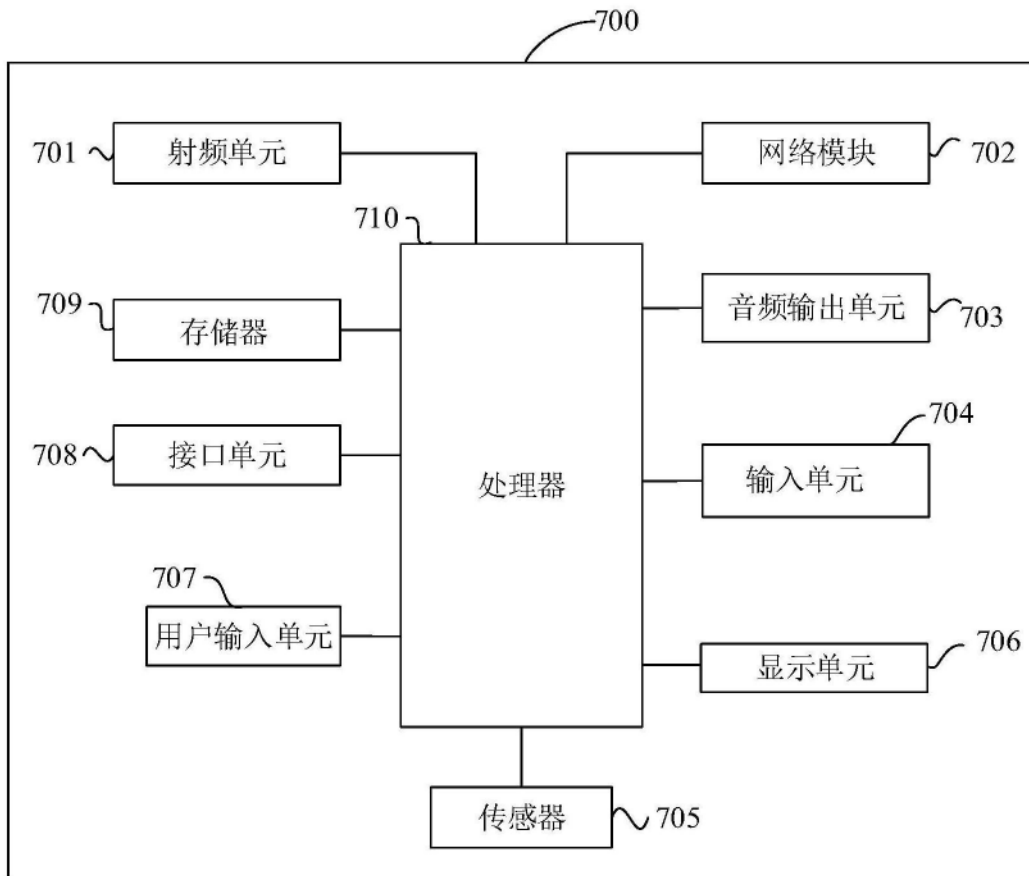 700
701
射频单元
网络模块
702
710
709
存储器
音频输出单元
703
708
接口单元
处理器
704
输入单元
707
用户输入单元
显示单元
706
传感器
705